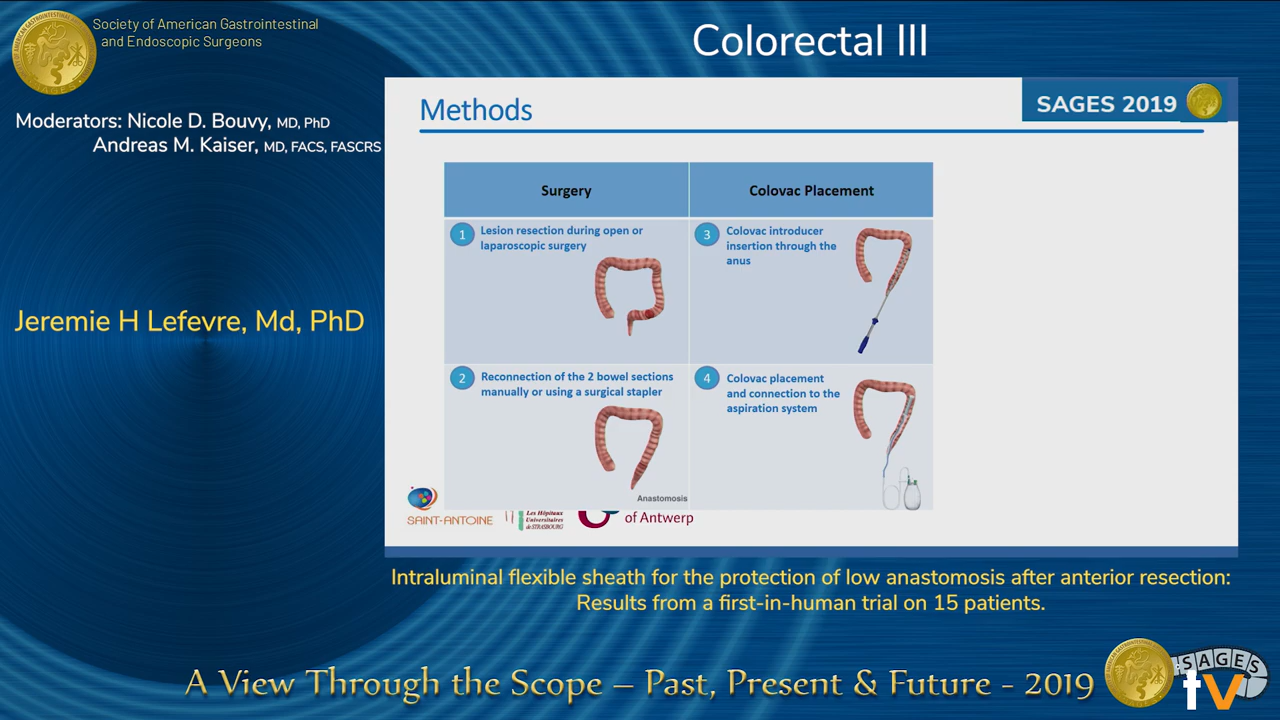 Society of American Gastrointestinal
and Endoscopic Surgeons
Colorectal III
Moderators: Nicole D. Bouvy, MD, PhD
Andreas M. Kaiser, MD, FACS, FASCRS
Jeremie H Lefevre, Md, PhD
Methods
SAGES 2019
Surgery
Colovac Placement
1
Lesion resection during open or
laparoscopic surgery
3
Colovac introducer
insertion through the
anus
2
Reconnection of the 2 bowel sections
manually or using a surgical stapler
Anastomosis
4
Colovac placement
and connection to the
aspiration system
SAINT-ANTOINE
Les Hôpitaux
Universitaires
de STRASBOURG
of Antwerp
Intraluminal flexible sheath for the protection of low anastomosis after anterior resection:
Results from a first-in-human trial on 15 patients.
A View Through the Scope – Past, Present & Future - 2019
SAGES
tv